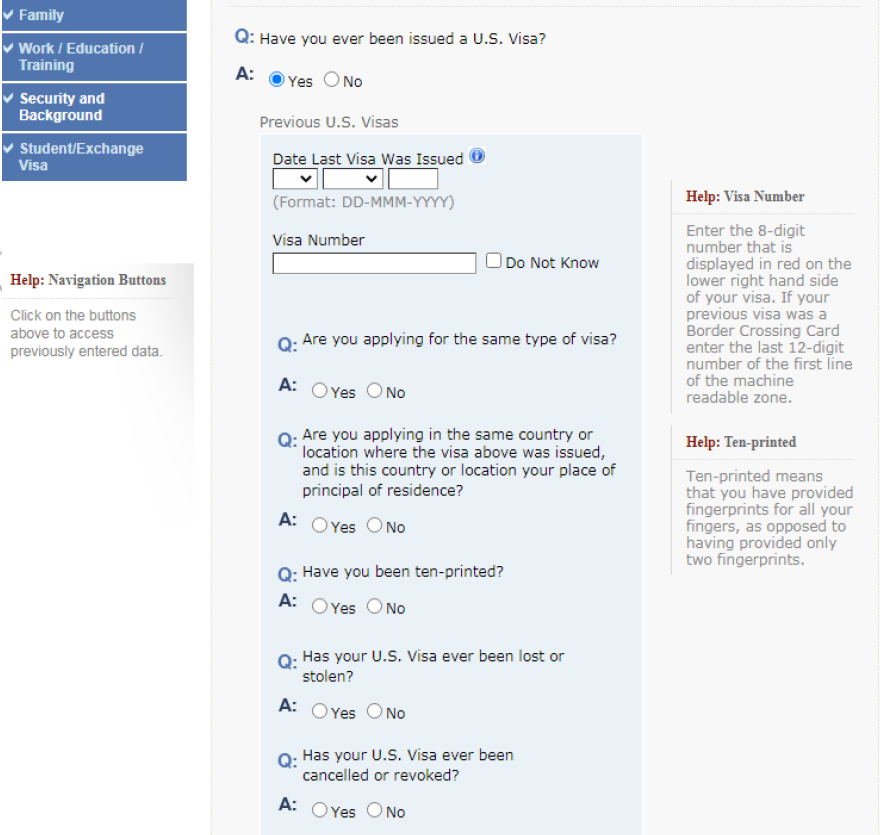 Family
Work / Education /
Training
Security and
Background
Student/Exchange
Visa
Help: Navigation Buttons
Click on the buttons
above to access
previously entered data.
Q: Have you ever been issued a U.S. Visa?
A: Yes No
Previous U.S. Visas
Date Last Visa Was Issued
(Format: DD-MMM-YYYY)
Visa Number
Do Not Know
Q: Are you applying for the same type of visa?
A: Yes No
Q: Are you applying in the same country or
location where the visa above was issued,
and is this country or location your place of
principal of residence?
A: Yes No
Q: Have you been ten-printed?
A: Yes No
Q: Has your U.S. Visa ever been lost or
stolen?
A: Yes No
Q: Has your U.S. Visa ever been
cancelled or revoked?
A: Yes No
Help: Visa Number
Enter the 8-digit
number that is
displayed in red on the
lower right hand side
of your visa. If your
previous visa was a
Border Crossing Card
enter the last 12-digit
number of the first line
of the machine
readable zone.
Help: Ten-printed
Ten-printed means
that you have provided
fingerprints for all your
fingers, as opposed to
having provided only
two fingerprints.